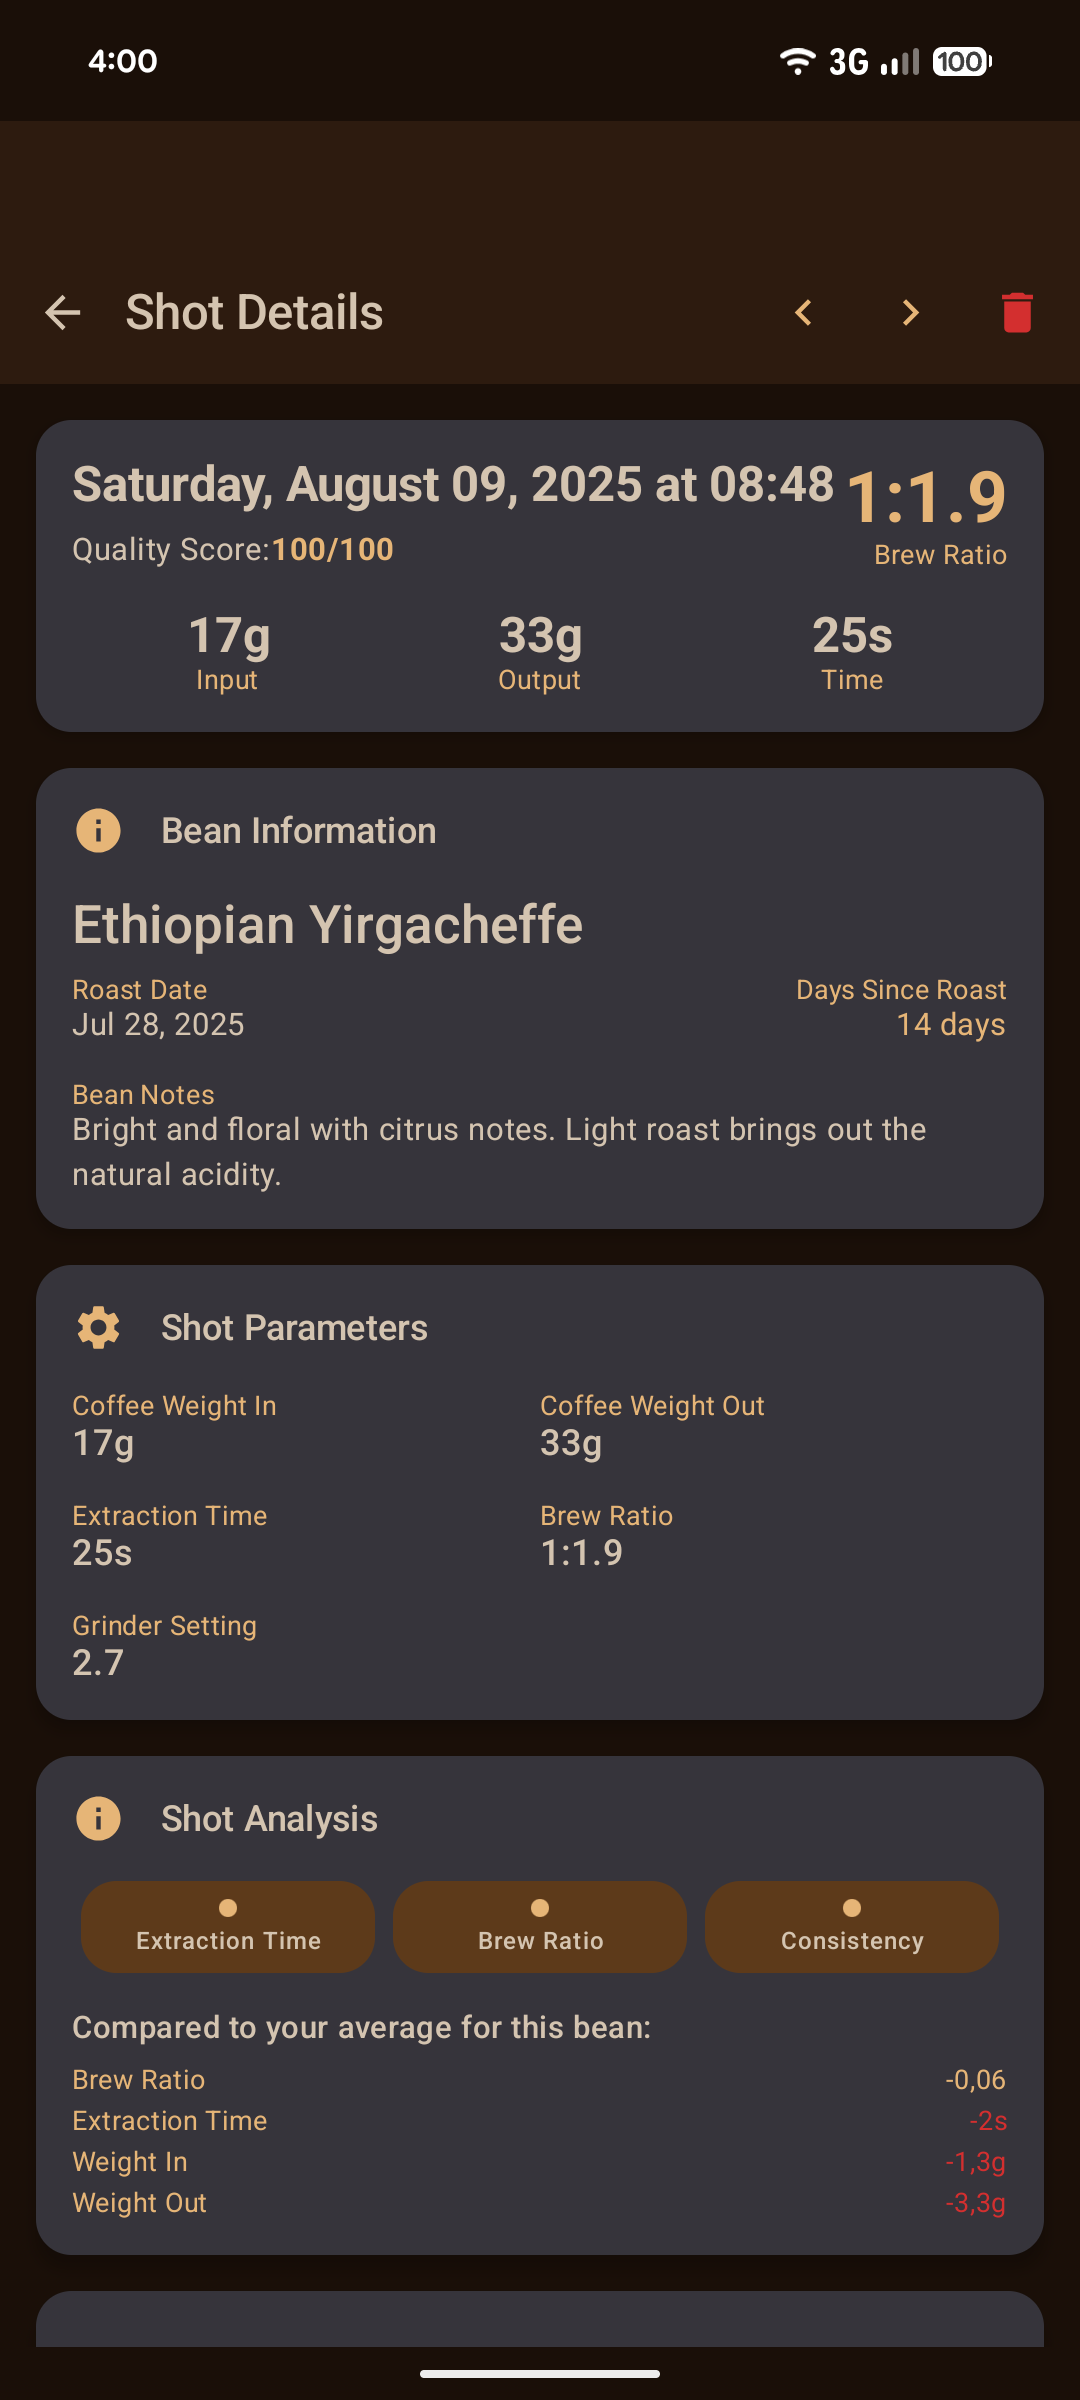 4:00
3G
100
Shot Details
Saturday, August 09, 2025 at 08:48
1:1.9
Quality Score:100/100
Brew Ratio
17g
33g
25s
Input
Output
Time
Bean Information
Ethiopian Yirgacheffe
Roast Date
Days Since Roast
Jul 28, 2025
14 days
Bean Notes
Bright and floral with citrus notes. Light roast brings out the
natural acidity.
Shot Parameters
Coffee Weight In
Coffee Weight Out
17g
33g
Extraction Time
Brew Ratio
25s
1:1.9
Grinder Setting
2.7
Shot Analysis
Extraction Time
Brew Ratio
Consistency
Compared to your average for this bean:
Brew Ratio
-0,06
Extraction Time
-2s
Weight In
-1,3g
Weight Out
-3,3g